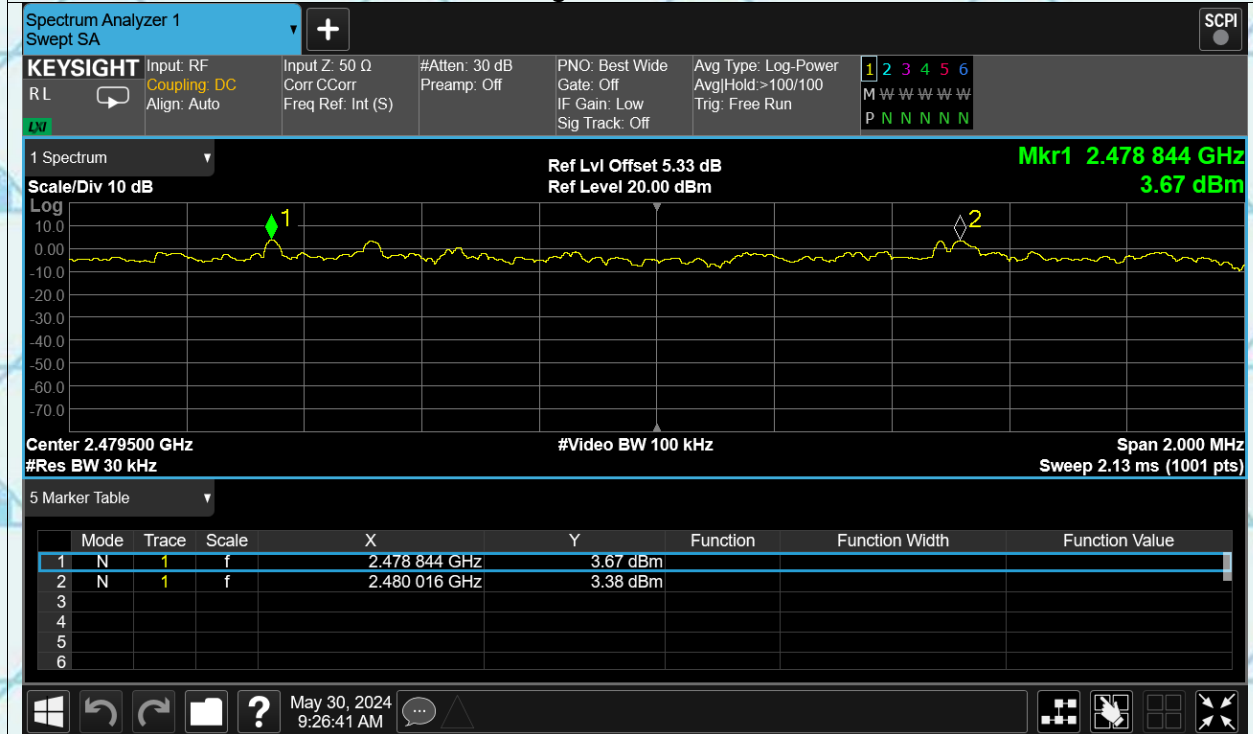 Spectrum Analyzer 1
Swept SA
+
SCPI
KEYSIGHT
RL
LXI
Input: RF
Coupling: DC
Align: Auto
Input Z: 50 Ω
Corr CCorr
Freq Ref: Int (S)
#Atten: 30 dB
Preamp: Off
PNO: Best Wide
Gate: Off
IF Gain: Low
Sig Track: Off
Avg Type: Log-Power
Avg|Hold:>100/100
Trig: Free Run
1 2 3 4 5 6
M W W W W W
P N N N N N
1 Spectrum
Scale/Div 10 dB
Ref Lvl Offset 5.33 dB
Ref Level 20.00 dBm
Mkr1 2.478 844 GHz
3.67 dBm
Log
10.0
0.00
-10.0
-20.0
-30.0
-40.0
-50.0
-60.0
-70.0
1
2
Center 2.479500 GHz
#Res BW 30 kHz
#Video BW 100 kHz
Span 2.000 MHz
Sweep 2.13 ms (1001 pts)
5 Marker Table
Mode Trace Scale X Y Function Function Width Function Value
1 N 1 f 2.478 844 GHz 3.67 dBm
2 N 1 f 2.480 016 GHz 3.38 dBm
3
4
5
6
?
May 30, 2024
9:26:41 AM